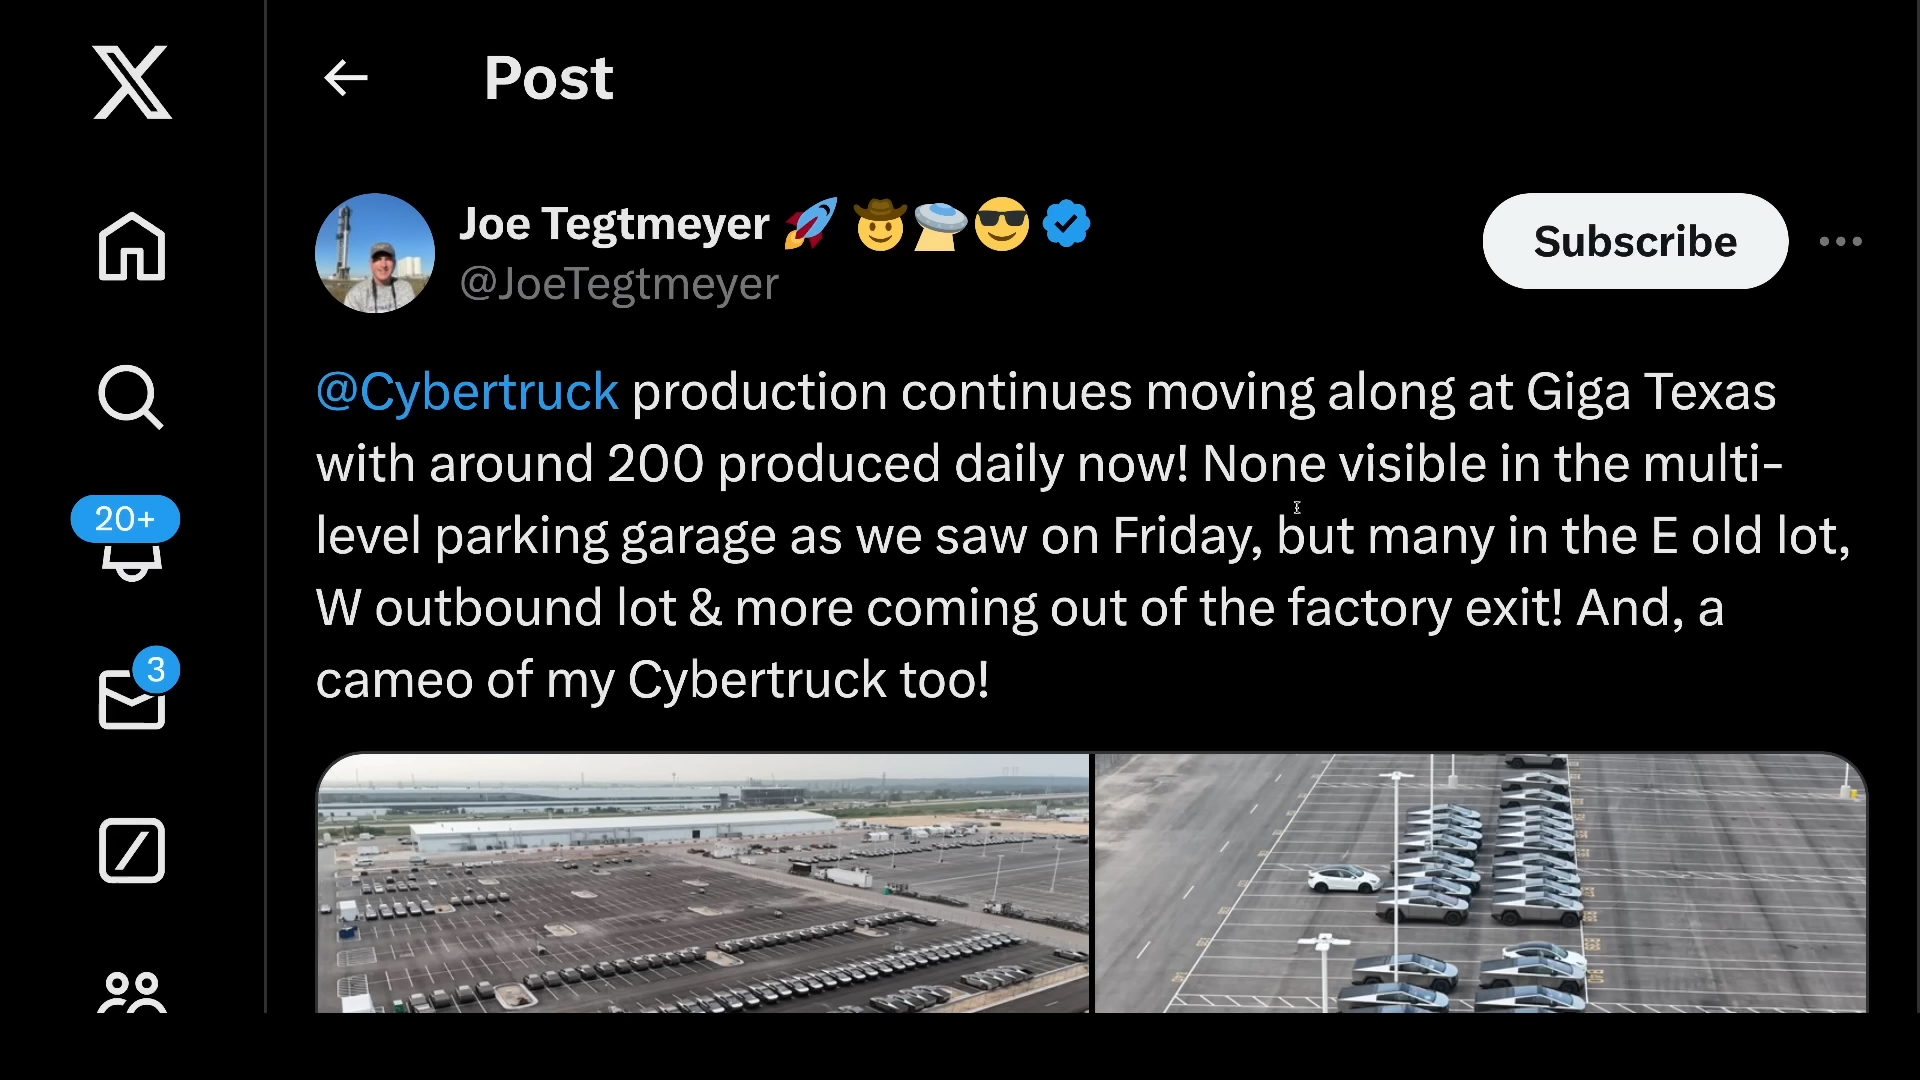 Post
Joe Tegtmeyer 🚀 🤠🛸😎
@JoeTegtmeyer
Subscribe
@Cybertruck production continues moving along at Giga Texas
with around 200 produced daily now! None visible in the multi-
level parking garage as we saw on Friday, but many in the E old lot,
W outbound lot & more coming out of the factory exit! And, a
cameo of my Cybertruck too!
20+
3